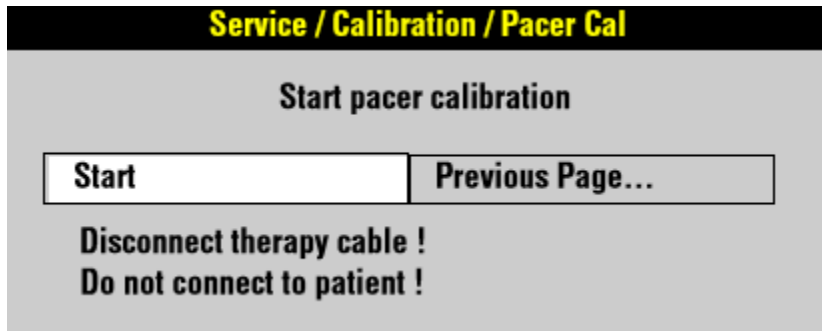 Service / Calibration / Pacer Cal
Start pacer calibration
Start
Previous Page...
Disconnect therapy cable !
Do not connect to patient !